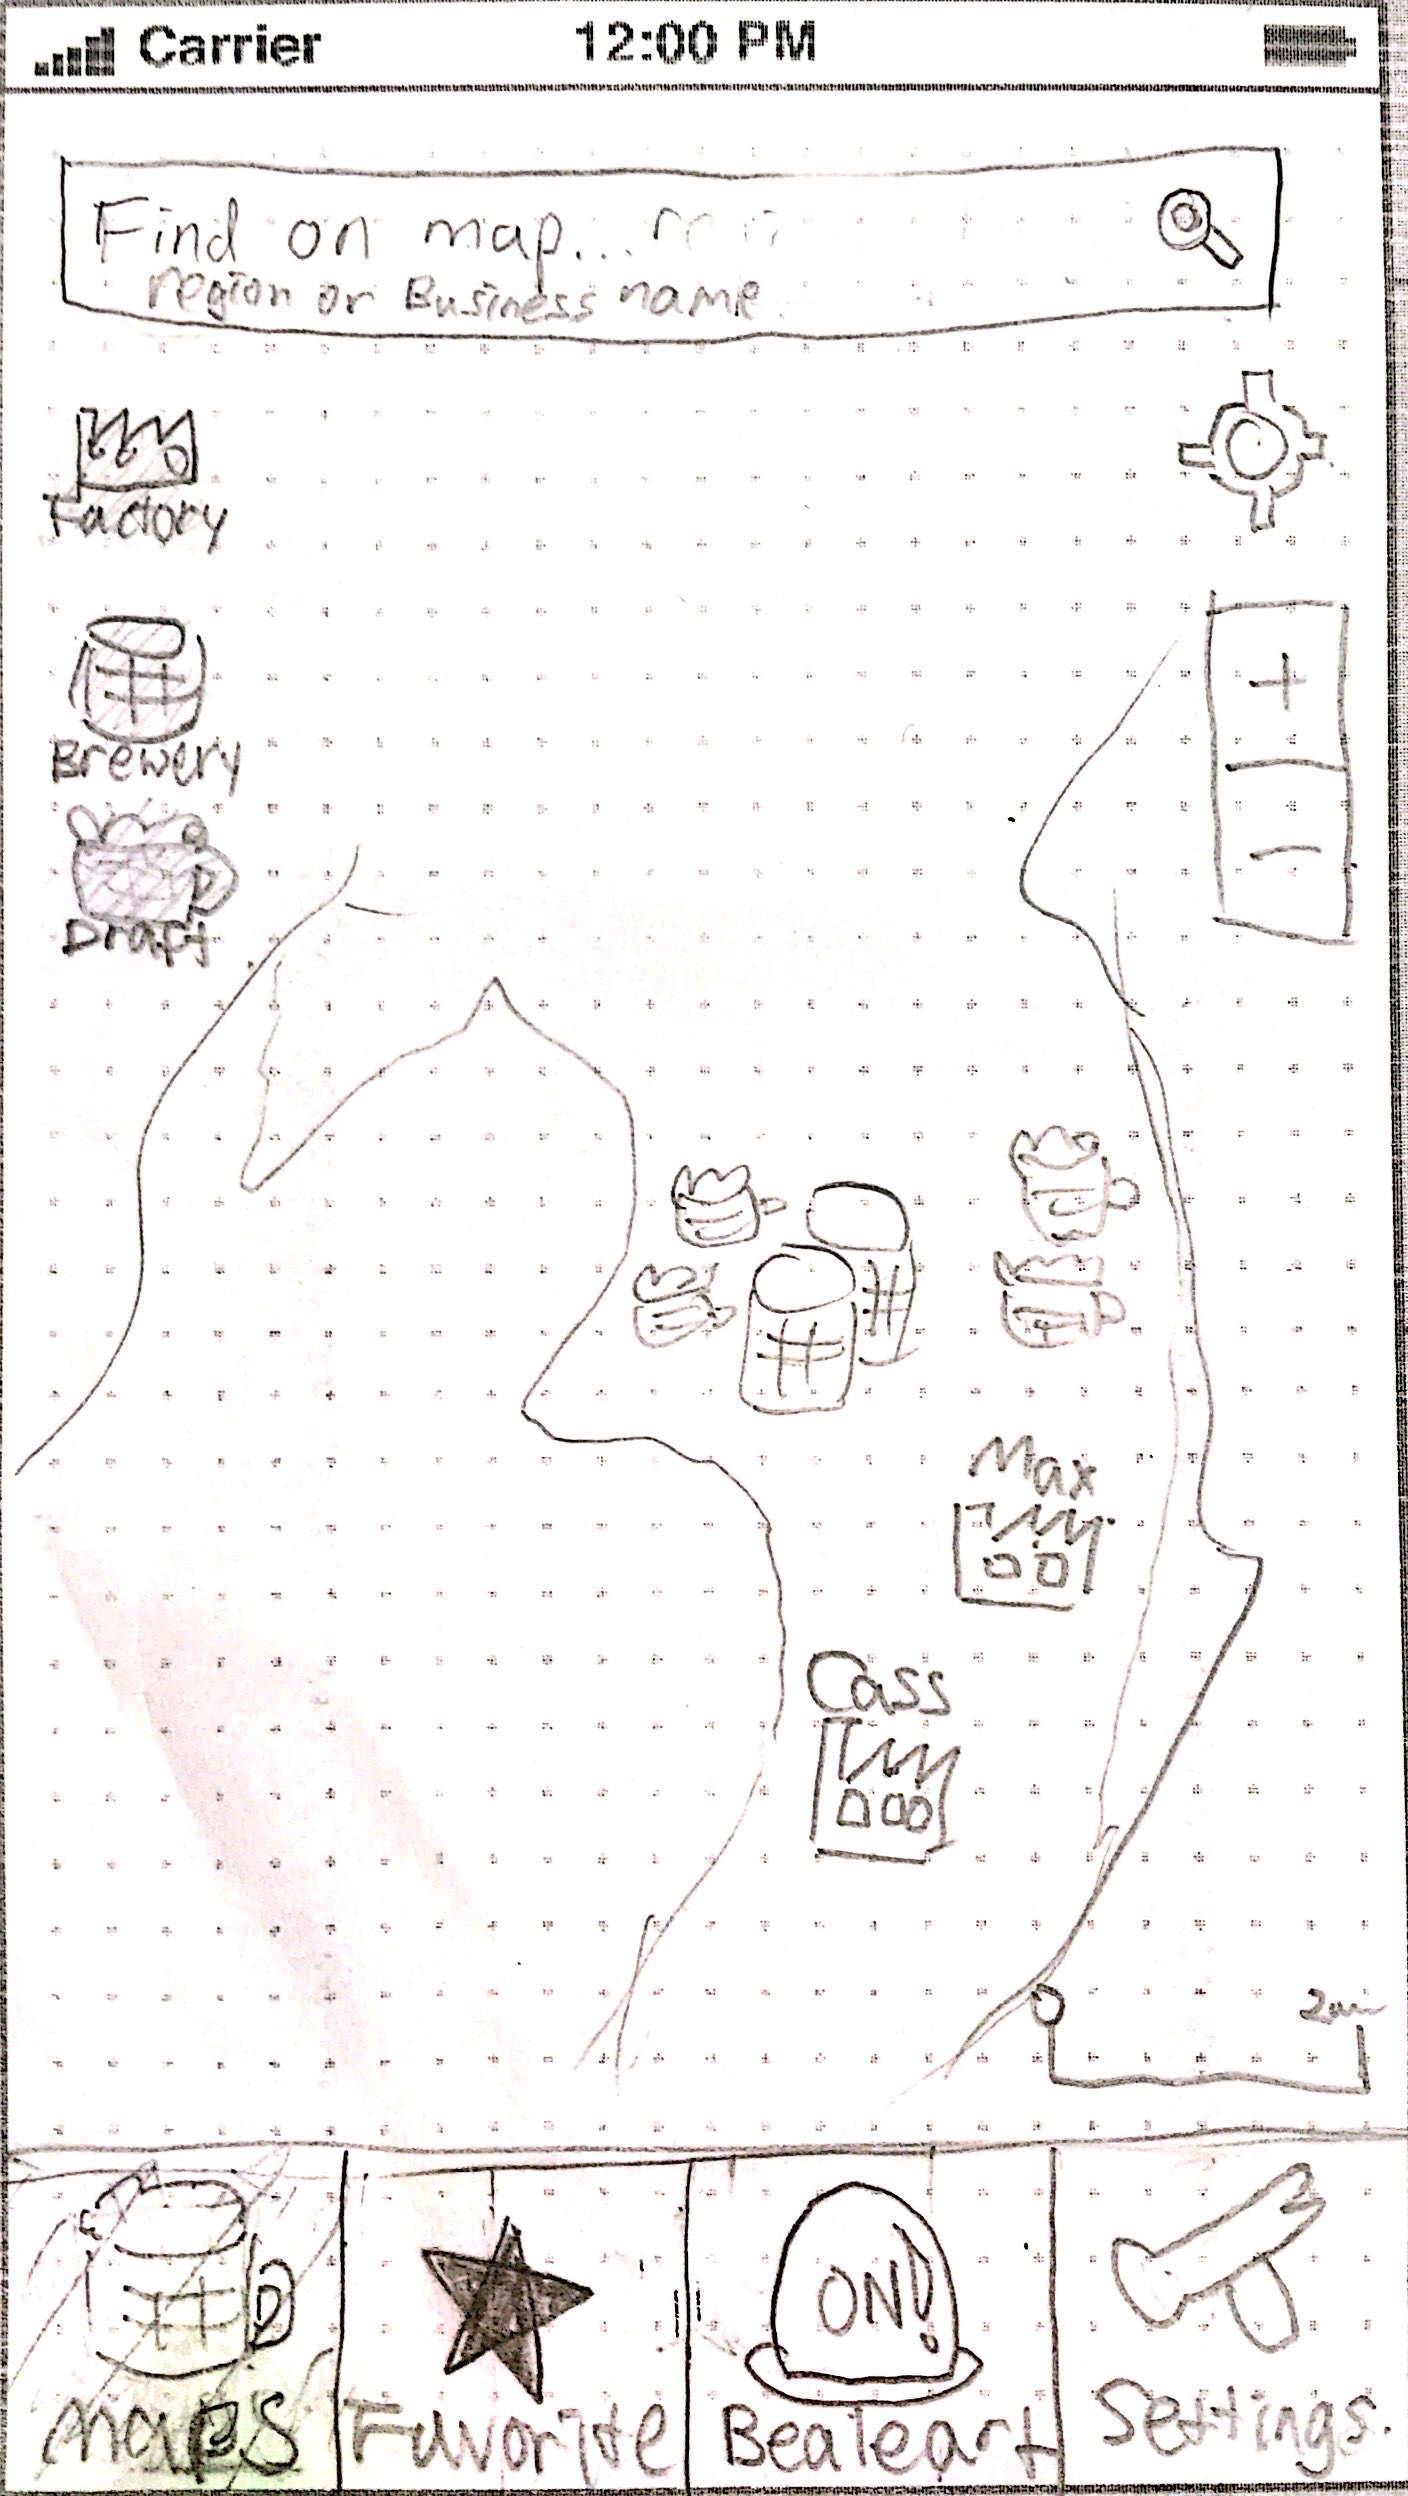 Carrier 12:00 PM
Find on map...
region or Business name
Factory
Brewery
Draft
+
-
Max
Cass
ON!
Maps Favorite Bealeart Settings.